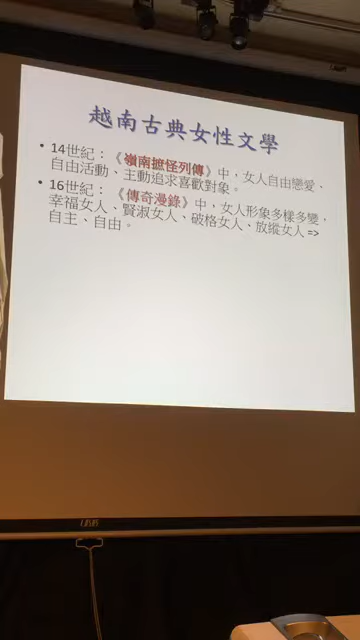 越南古典女性文學
• 14世紀：《嶺南摭怪列傳》中，女人自由戀愛、
自由活動、主動追求喜歡對象。
• 16世紀：《傳奇漫錄》中，女人形象多樣多變，
幸福女人、賢淑女人、破格女人、放縱女人 =>
自主、自由。